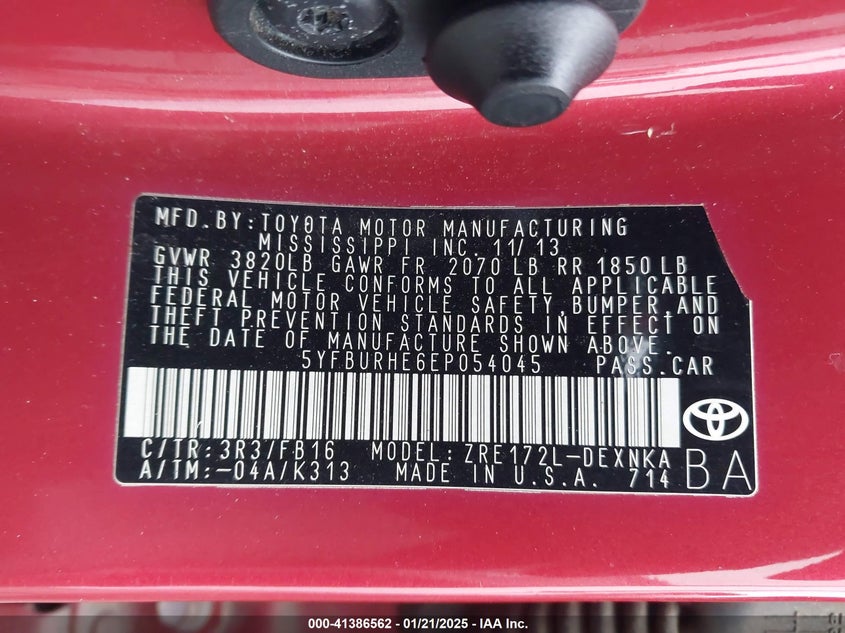 MFD. BY: TOYOTA MOTOR MANUFACTURING
MISSISSIPPI INC. 11/13
GVWR 3820LB GAWR FR 2070 LB RR 1850 LB
THIS VEHICLE CONFORMS TO ALL APPLICABLE
FEDERAL MOTOR VEHICLE SAFETY, BUMPER, AND
THEFT PREVENTION STANDARDS IN EFFECT ON
THE DATE OF MANUFACTURE SHOWN ABOVE.
5YFBURHE6EP054045 PASS. CAR
C/TR: 3R3/FB16 MODEL: ZRE172L-DEXNKA
A/TM: -04A/K313 MADE IN U.S.A. 714 BA
000-41386562 - 01/21/2025 - IAA Inc.